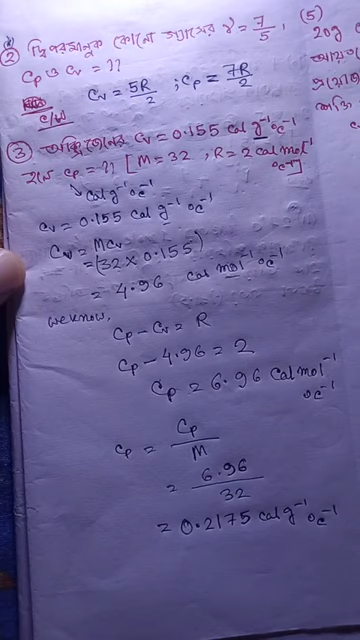 ② দ্বিপরমাণুক কোনো গ্যাসের γ = 7/5, 
Cp ও Cv = ??
Cv = 5R/2 ; Cp = 7R/2
C/W
③ অক্সিজেনের Cv = 0.155 Cal g⁻¹ °c⁻¹
হলে Cp = ?? [M = 32, R = 2 Cal mol⁻¹ °c⁻¹]
↘ Cal g⁻¹ °c⁻¹
cv = 0.155 Cal g⁻¹ °c⁻¹
Cv = Mcv
= (32 × 0.155)
= 4.96 Cal mol⁻¹ °c⁻¹
we know,
Cp - Cv = R
Cp - 4.96 = 2
Cp = 6.96 Cal mol⁻¹ °c⁻¹
cp = Cp/M
= 6.96/32
= 0.2175 Cal g⁻¹ °c⁻¹
(5)
20g